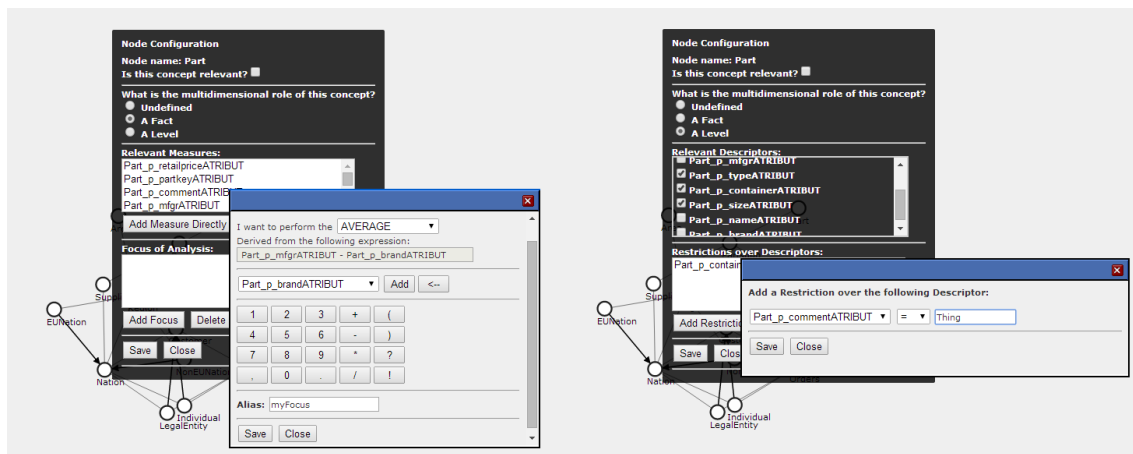 Node Configuration
Node name: Part
Is this concept relevant?
What is the multidimensional role of this concept?
Undefined
A Fact
A Level
Relevant Measures:
Part_p_retailpriceATRIBUT
Part_p_partkeyATRIBUT
Part_p_commentATRIB
Part_p_mfgrATRIBUT
Add Measure Directly
Focus of Analysis:
Add Focus
Delete
Save
Close
EUNation
Nation
NonEUNatio
Individual
LegalEntity
I want to perform the AVERAGE
Derived from the following expression:
Part_p_mfgrATRIBUT - Part_p_brandATRIBUT
Part_p_brandATRIBUT Add <--
1 2 3 + (
4 5 6 - )
7 8 9 * ?
, 0 . / !
Alias: myFocus
Save Close
Node Configuration
Node name: Part
Is this concept relevant?
What is the multidimensional role of this concept?
Undefined
A Fact
A Level
Relevant Descriptors:
Part_p_mfgrATRIBUT
Part_p_typeATRIBUT
Part_p_containerATRIBUT
Part_p_sizeATRIBUT
Part_p_nameATRIBUT
Part_p_brandATRIBUT
Restrictions over Descriptors:
Part_p_contain
Add Restrictio
Save Clos
EUNation
Nation
Orders
Individual
LegalEntity
Add a Restriction over the following Descriptor:
Part_p_commentATRIBUT = Thing
Save Close